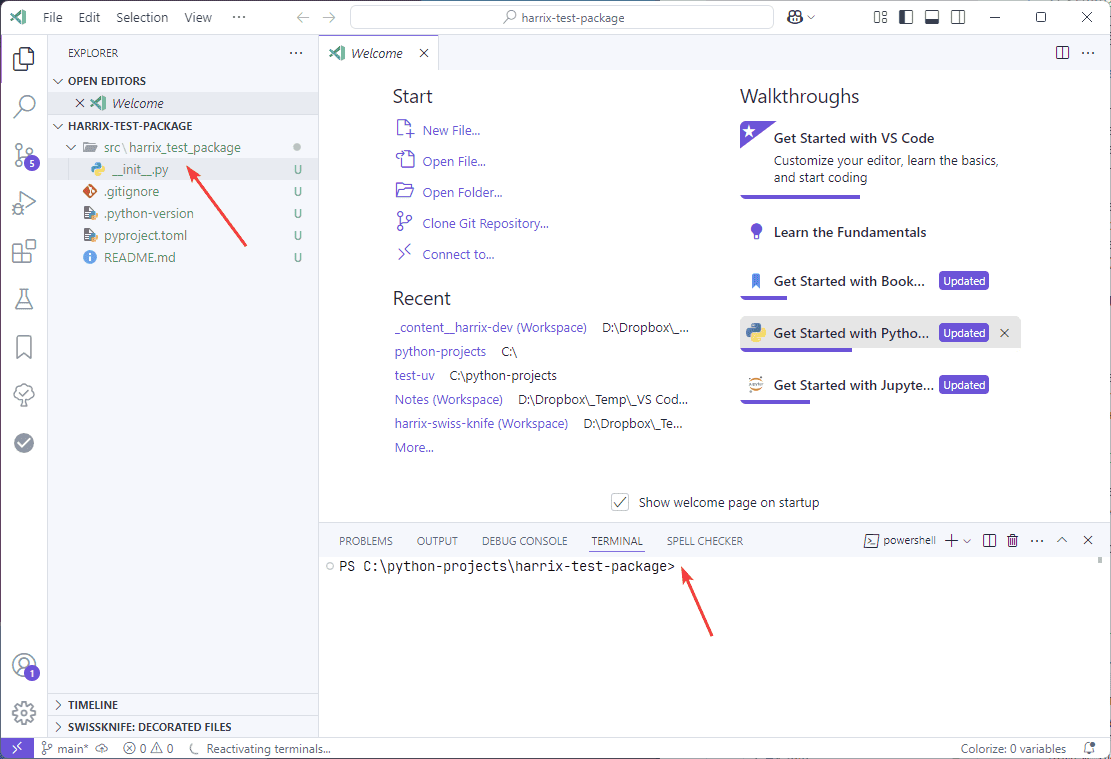 File Edit Selection View ···
harrix-test-package
EXPLORER
OPEN EDITORS
Welcome
HARRIX-TEST-PACKAGE
src\harrix_test_package
__init__.py U
.gitignore U
.python-version U
pyproject.toml U
README.md U
5
1
TIMELINE
SWISSKNIFE: DECORATED FILES
Welcome
Start
New File...
Open File...
Open Folder...
Clone Git Repository...
Connect to...
Recent
_content__harrix-dev (Workspace) D:\Dropbox\_...
python-projects C:\
test-uv C:\python-projects
Notes (Workspace) D:\Dropbox\_Temp\_VS Cod...
harrix-swiss-knife (Workspace) D:\Dropbox\_Te...
More...
Walkthroughs
Get Started with VS Code
Customize your editor, learn the basics,
and start coding
Learn the Fundamentals
Get Started with Book... Updated
Get Started with Pytho... Updated
Get Started with Jupyte... Updated
Show welcome page on startup
PROBLEMS OUTPUT DEBUG CONSOLE TERMINAL SPELL CHECKER powershell
PS C:\python-projects\harrix-test-package>
main* 0 0 Reactivating terminals... Colorize: 0 variables